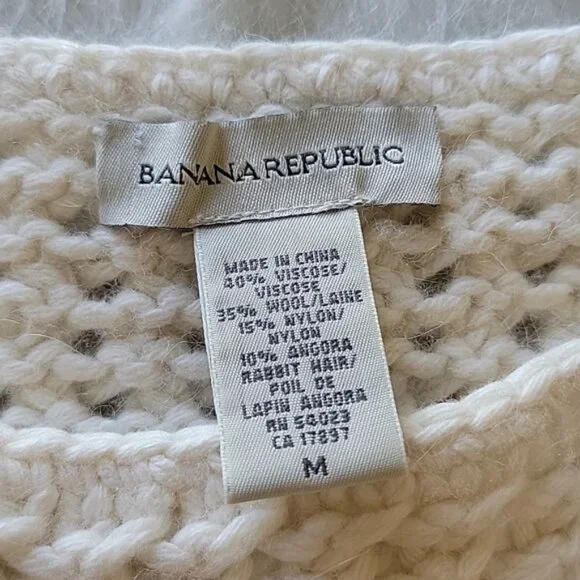 BANANA REPUBLIC
MADE IN CHINA
40% VISCOSE/
VISCOSE
35% WOOL/LAINE
15% NYLON/
NYLON
10% ANGORA
RABBIT HAIR/
POIL DE
LAPIN ANGORA
RN 54023
CA 17897
M